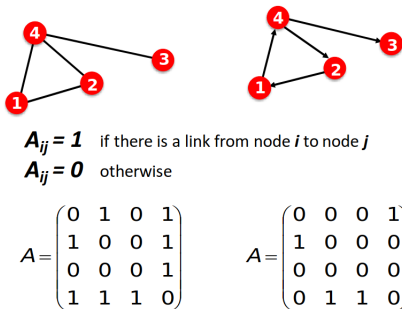 4
3
2
1
4
3
2
1
A_ij = 1 if there is a link from node i to node j
A_ij = 0 otherwise
A =
0 1 0 1
1 0 0 1
0 0 0 1
1 1 1 0
A =
0 0 0 1
1 0 0 0
0 0 0 0
0 1 1 0